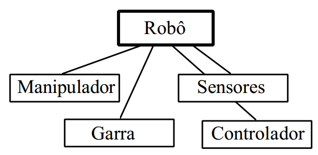 Robô
Manipulador
Sensores
Garra
Controlador